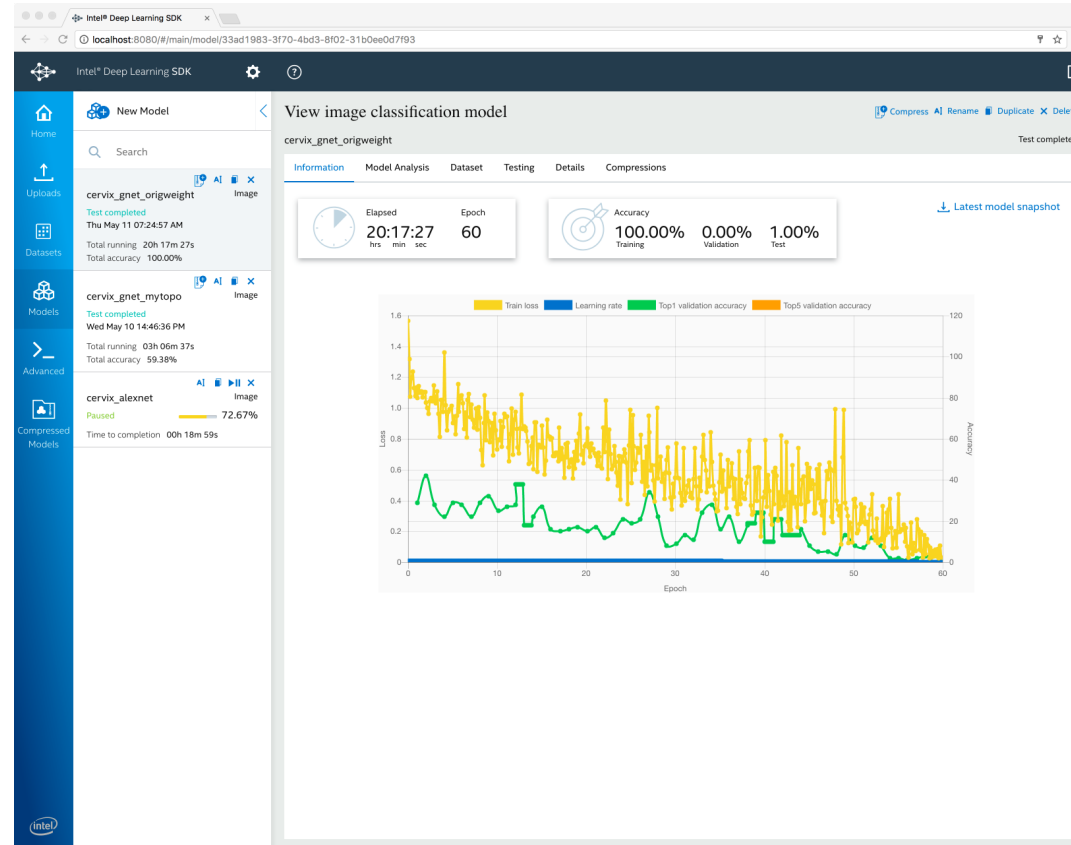 Intel® Deep Learning SDK
localhost:8080/#/main/model/33ad1983-3f70-4bd3-8f02-31b0ee0d7f93
Intel® Deep Learning SDK
Home
Uploads
Datasets
Models
Advanced
Compressed
Models
intel
New Model
Search
cervix_gnet_origweight
Image
Test completed
Thu May 11 07:24:57 AM
Total running 20h 17m 27s
Total accuracy 100.00%
cervix_gnet_mytopo
Image
Test completed
Wed May 10 14:46:36 PM
Total running 03h 06m 37s
Total accuracy 59.38%
cervix_alexnet
Image
Paused
72.67%
Time to completion 00h 18m 59s
View image classification model
Compress Rename Duplicate Dele
cervix_gnet_origweight
Test complete
Information Model Analysis Dataset Testing Details Compressions
Elapsed Epoch
20:17:27 60
hrs min sec
Accuracy
100.00% 0.00% 1.00%
Training Validation Test
Latest model snapshot
Train loss Learning rate Top1 validation accuracy Top5 validation accuracy
1.6
1.4
1.2
1.0
0.8
0.6
0.4
0.2
0
Loss
120
100
80
60
40
20
0
Accuracy
0 10 20 30 40 50 60
Epoch